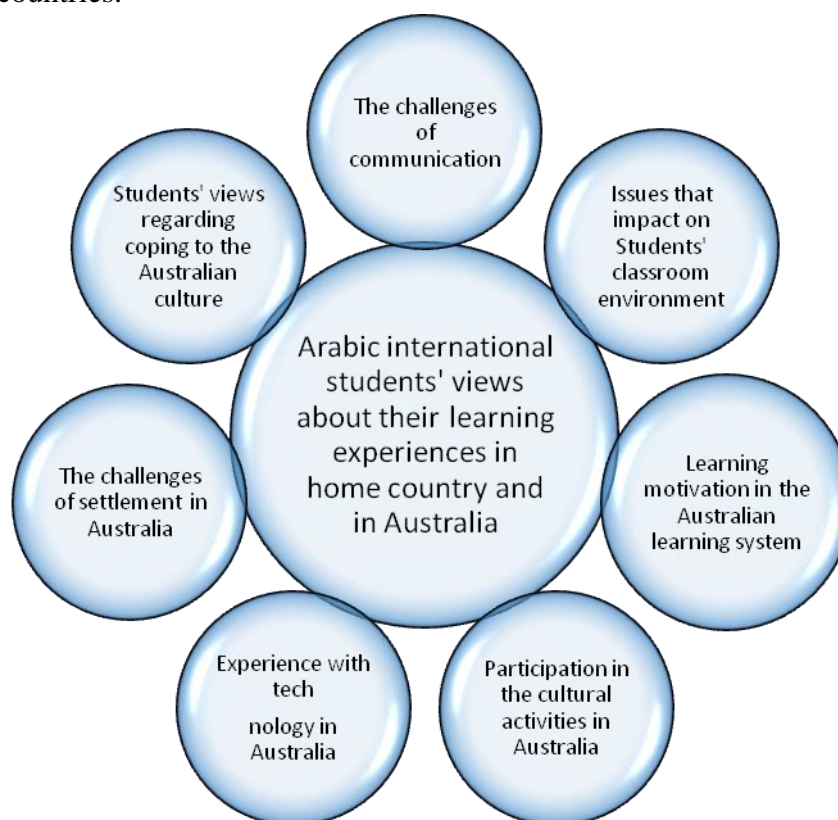 countries.
The challenges
of
communication
Students' views
regarding
coping to the
Australian
culture
Issues that
impact on
Students'
classroom
environment
Arabic international
students' views
about their learning
experiences in
home country and
in Australia
The challenges
of settlement in
Australia
Learning
motivation in the
Australian
learning system
Experience with
tech
nology in
Australia
Participation in
the cultural
activities in
Australia